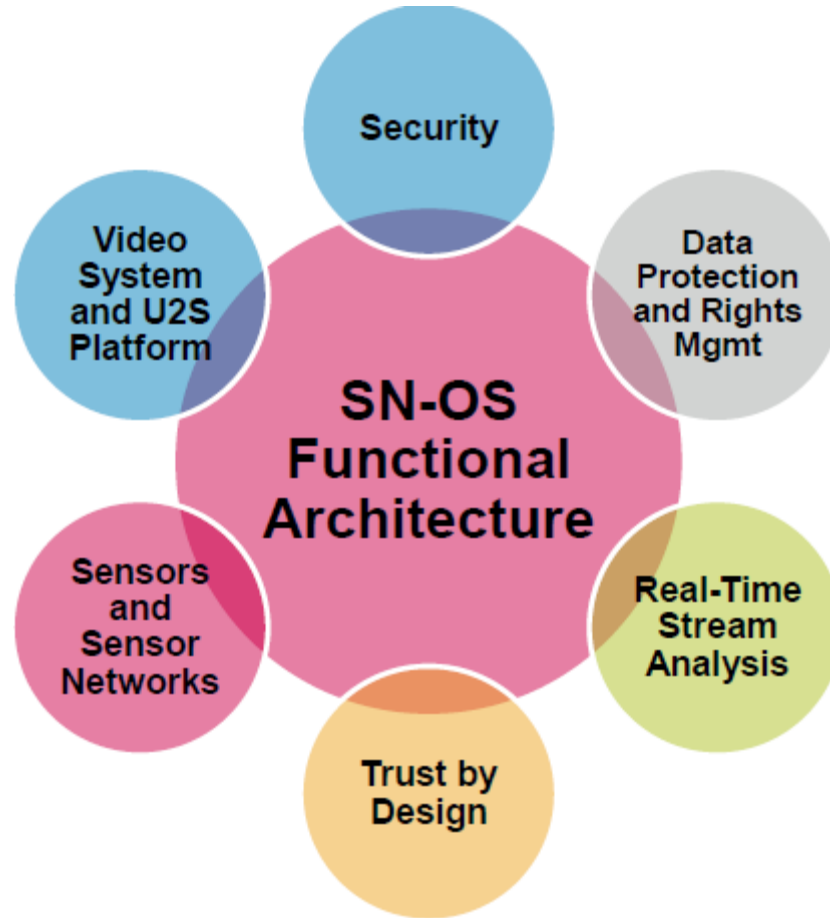 Security
Video
System
and U2S
Platform
Data
Protection
and Rights
Mgmt
SN-OS
Functional
Architecture
Sensors
and
Sensor
Networks
Real-Time
Stream
Analysis
Trust by
Design